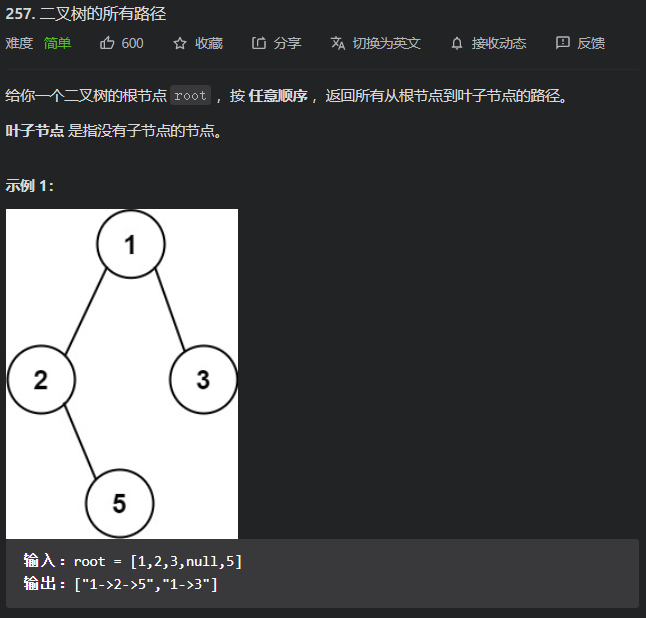 257. 二叉树的所有路径
难度 简单 600 收藏 分享 切换为英文 接收动态 反馈
给你一个二叉树的根节点 root ，按 任意顺序 ，返回所有从根节点到叶子节点的路径。
叶子节点 是指没有子节点的节点。
示例 1：
1
2 3
5
输入：root = [1,2,3,null,5]
输出：["1->2->5","1->3"]